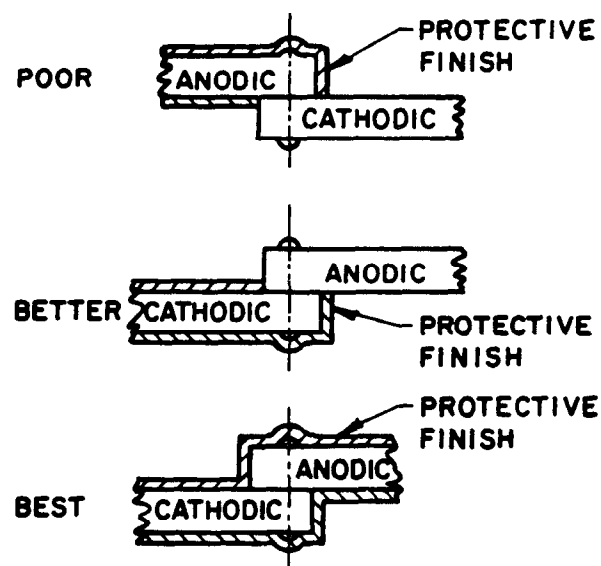 PROTECTIVE
FINISH
POOR
ANODIC
CATHODIC
ANODIC
BETTER
CATHODIC
PROTECTIVE
FINISH
PROTECTIVE
FINISH
ANODIC
BEST
CATHODIC